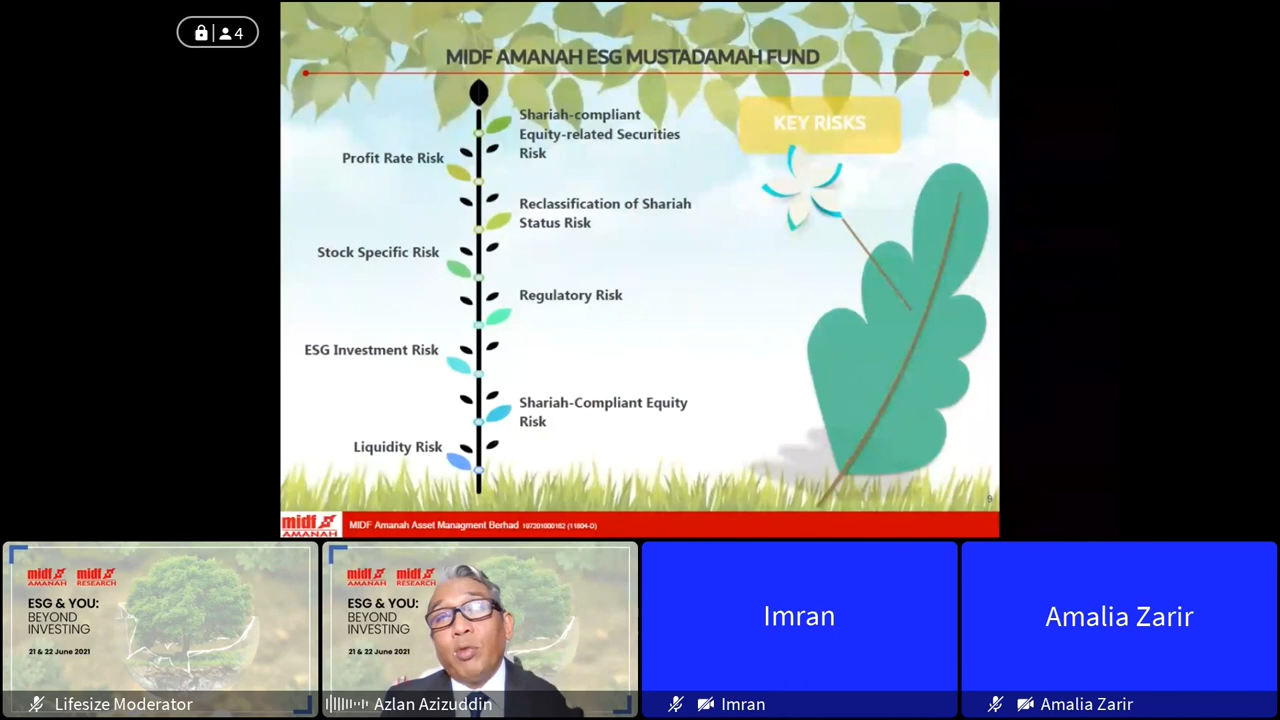 4
MIDF AMANAH ESG MUSTADAMAH FUND
KEY RISKS
Shariah-compliant
Equity-related Securities
Risk
Profit Rate Risk
Reclassification of Shariah
Status Risk
Stock Specific Risk
Regulatory Risk
ESG Investment Risk
Shariah-Compliant Equity
Risk
Liquidity Risk
9
midf
AMANAH
MIDF Amanah Asset Managment Berhad 197201000162 (11804-D)
midf
AMANAH
midf
RESEARCH
ESG & YOU:
BEYOND
INVESTING
21 & 22 June 2021
Lifesize Moderator
midf
AMANAH
midf
RESEARCH
ESG & YOU:
BEYOND
INVESTING
21 & 22 June 2021
Azlan Azizuddin
Imran
Imran
Amalia Zarir
Amalia Zarir